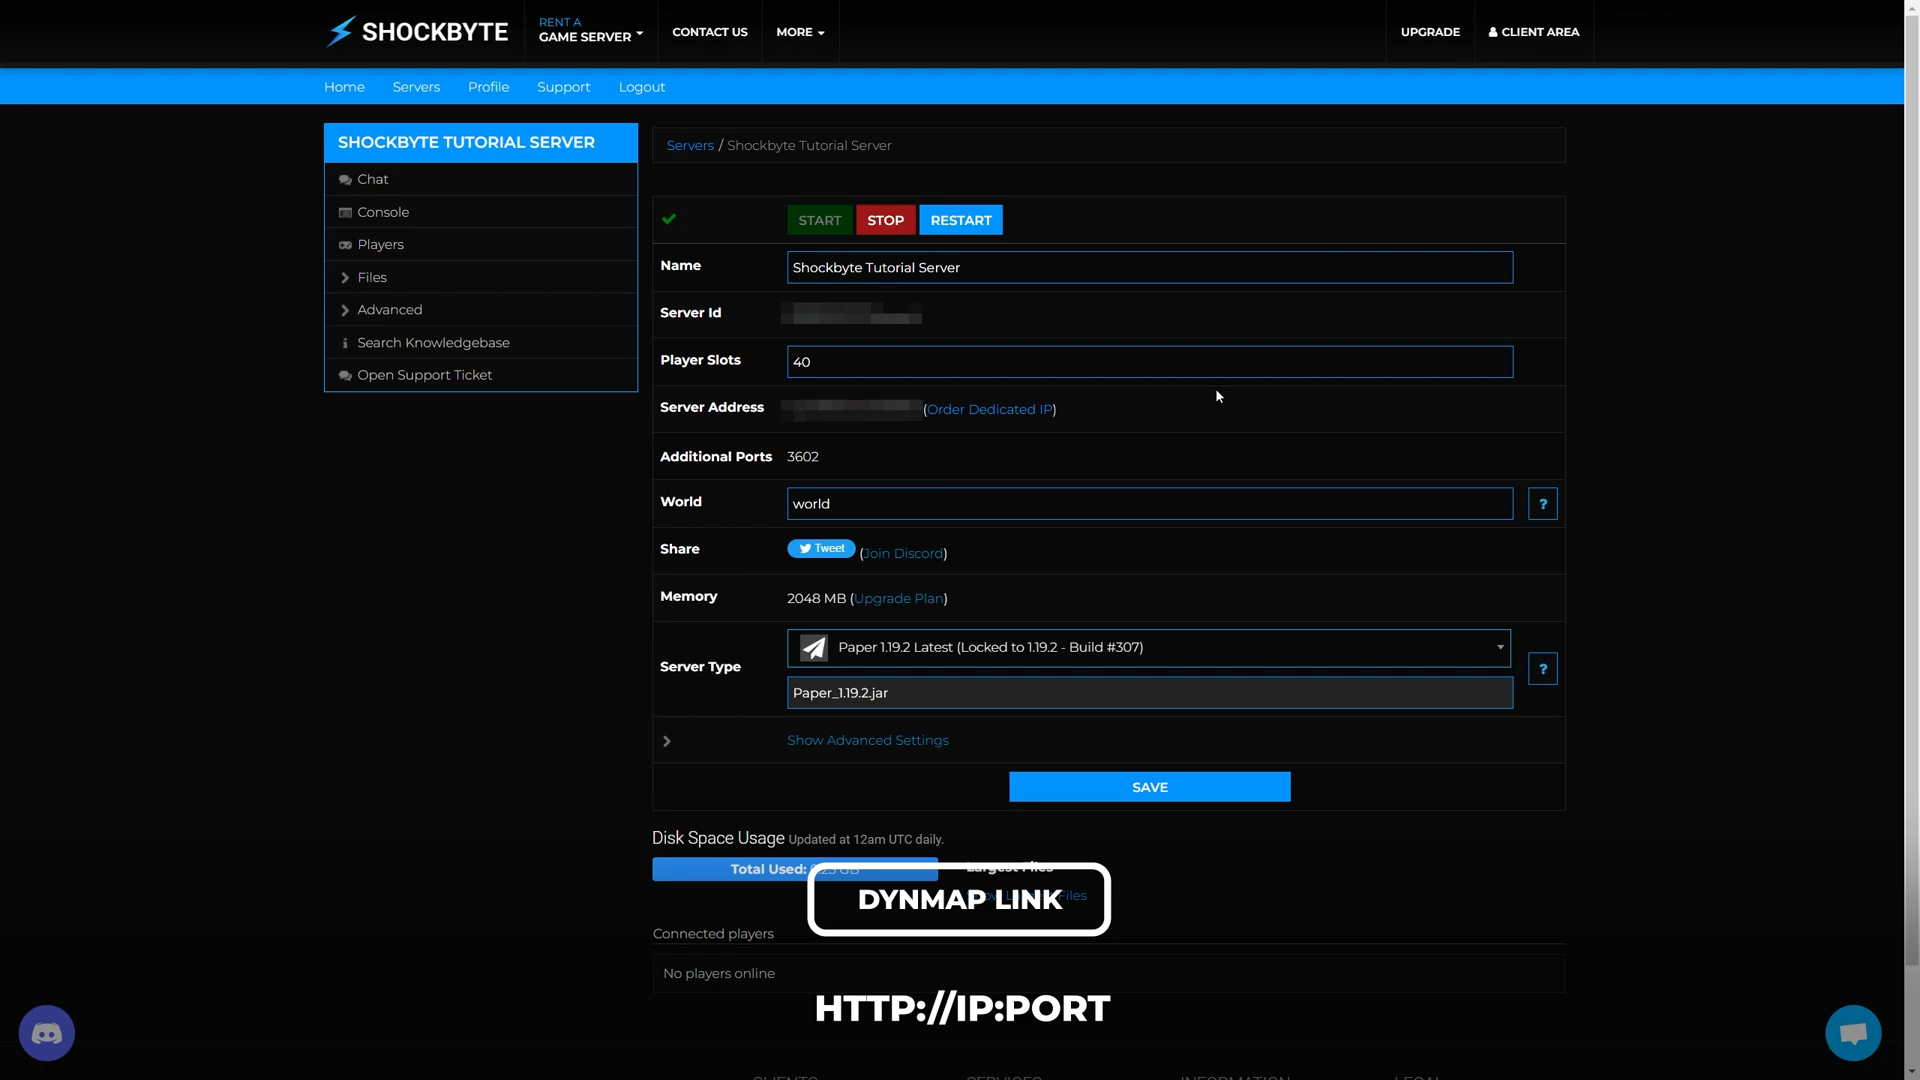 SHOCKBYTE
RENT A
GAME SERVER
CONTACT US
MORE
UPGRADE
CLIENT AREA
Home
Servers
Profile
Support
Logout
SHOCKBYTE TUTORIAL SERVER
Chat
Console
Players
Files
Advanced
Search Knowledgebase
Open Support Ticket
Servers / Shockbyte Tutorial Server
START
STOP
RESTART
Name
Shockbyte Tutorial Server
Server Id
Player Slots
40
Server Address
(Order Dedicated IP)
Additional Ports
3602
World
world
?
Share
Tweet
(Join Discord)
Memory
2048 MB (Upgrade Plan)
Server Type
Paper 1.19.2 Latest (Locked to 1.19.2 - Build #307)
Paper_1.19.2.jar
?
Show Advanced Settings
SAVE
Disk Space Usage Updated at 12am UTC daily.
Total Used:
Largest Files
Files
DYNMAP LINK
Connected players
No players online
HTTP://IP:PORT